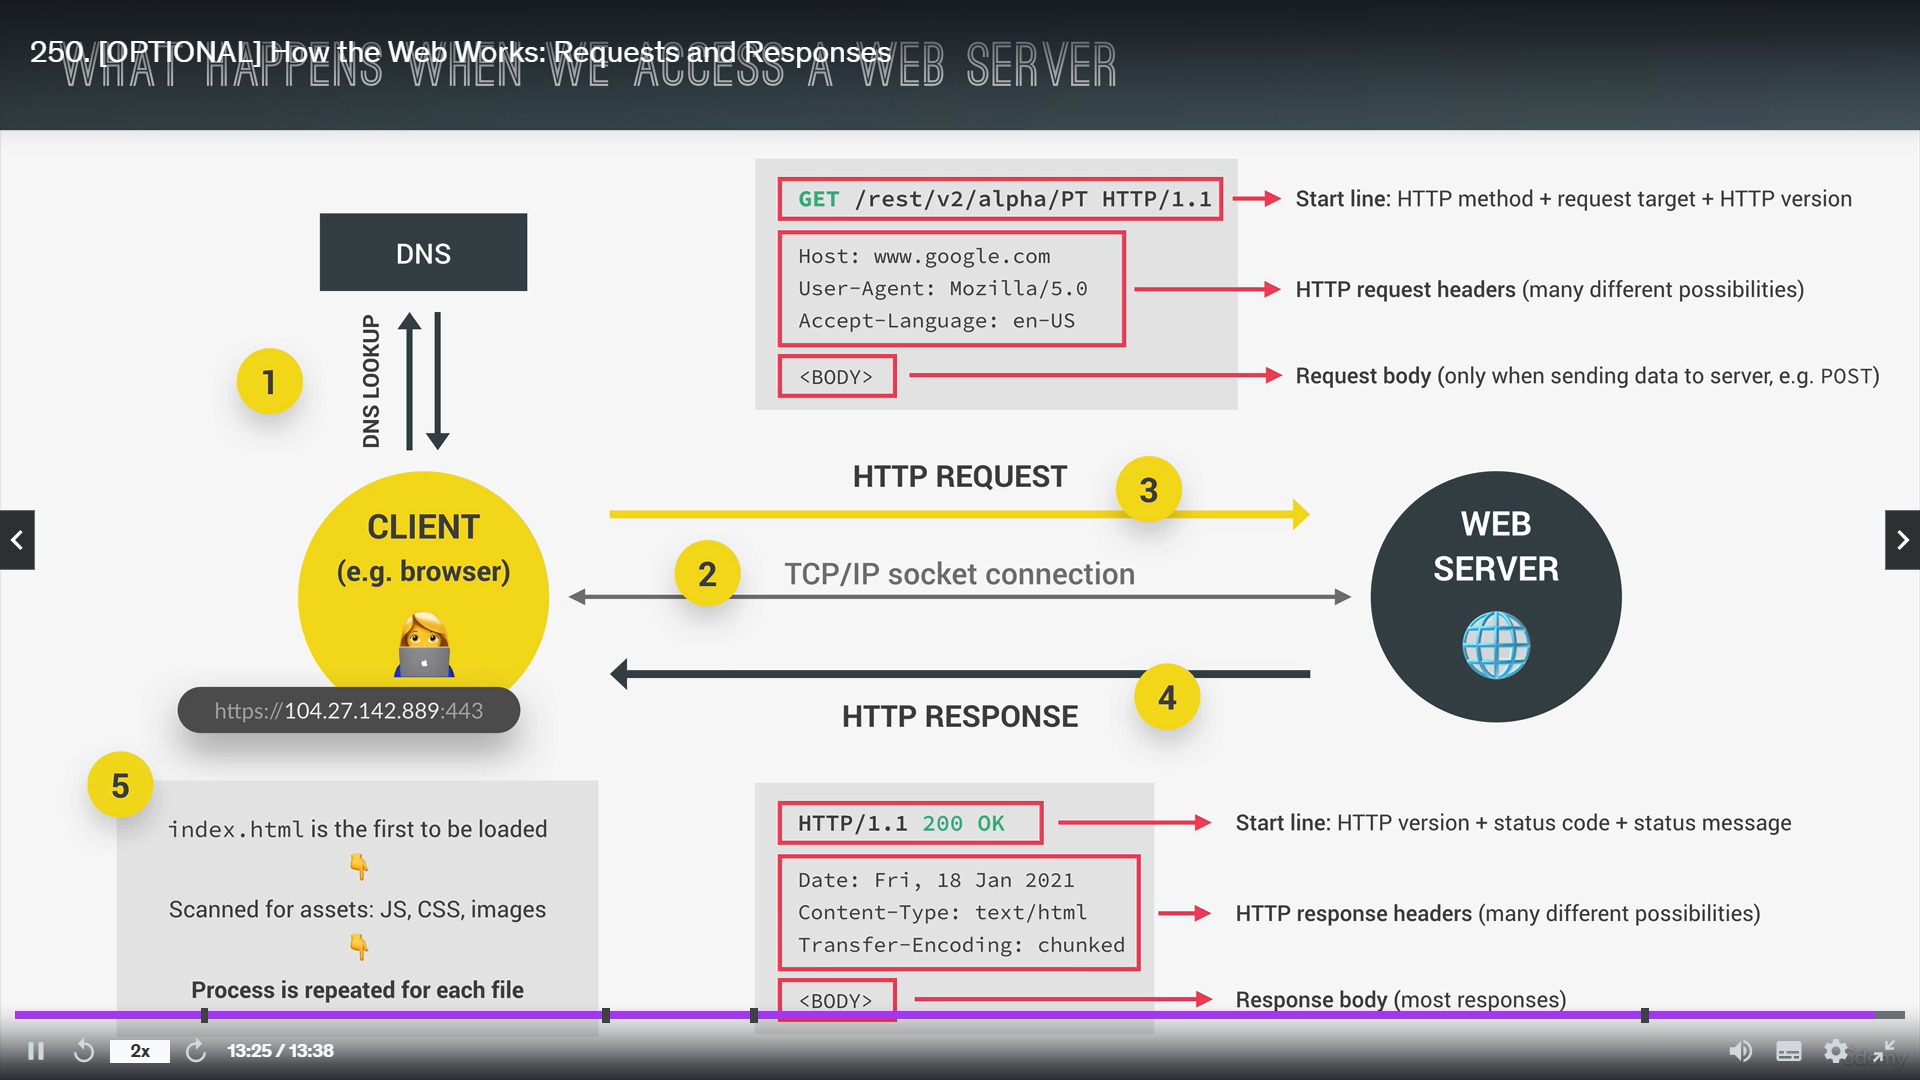 250. [OPTIONAL] How the Web Works: Requests and Responses
WHAT HAPPENS WHEN WE ACCESS A WEB SERVER
GET /rest/v2/alpha/PT HTTP/1.1
Start line: HTTP method + request target + HTTP version
DNS
Host: www.google.com
User-Agent: Mozilla/5.0
Accept-Language: en-US
HTTP request headers (many different possibilities)
<BODY>
Request body (only when sending data to server, e.g. POST)
1
DNS LOOKUP
HTTP REQUEST
3
CLIENT
(e.g. browser)
2
TCP/IP socket connection
WEB
SERVER
https://104.27.142.889:443
4
HTTP RESPONSE
5
index.html is the first to be loaded
Scanned for assets: JS, CSS, images
Process is repeated for each file
HTTP/1.1 200 OK
Start line: HTTP version + status code + status message
Date: Fri, 18 Jan 2021
Content-Type: text/html
Transfer-Encoding: chunked
HTTP response headers (many different possibilities)
<BODY>
Response body (most responses)
2x
13:25 / 13:38
Udemy